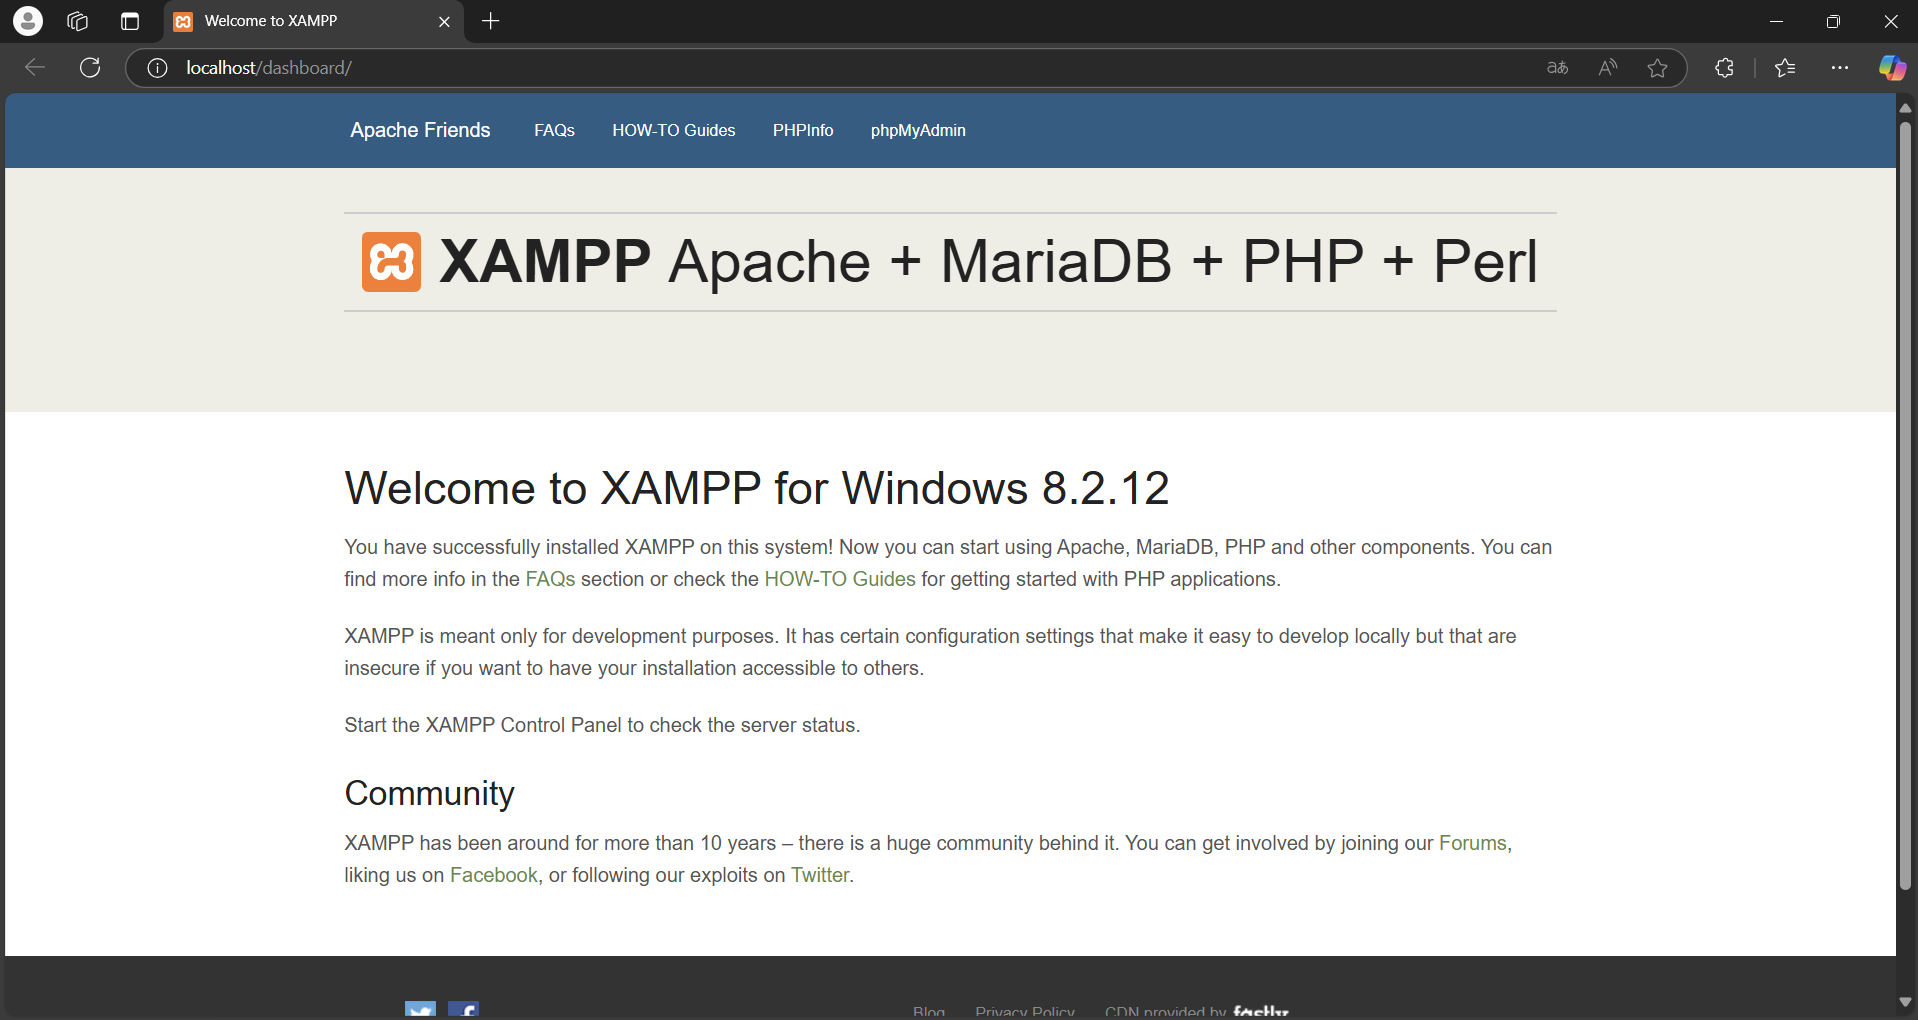 Welcome to XAMPP
localhost/dashboard/
Apache Friends FAQs HOW-TO Guides PHPInfo phpMyAdmin
XAMPP Apache + MariaDB + PHP + Perl
Welcome to XAMPP for Windows 8.2.12
You have successfully installed XAMPP on this system! Now you can start using Apache, MariaDB, PHP and other components. You can
find more info in the FAQs section or check the HOW-TO Guides for getting started with PHP applications.
XAMPP is meant only for development purposes. It has certain configuration settings that make it easy to develop locally but that are
insecure if you want to have your installation accessible to others.
Start the XAMPP Control Panel to check the server status.
Community
XAMPP has been around for more than 10 years – there is a huge community behind it. You can get involved by joining our Forums,
liking us on Facebook, or following our exploits on Twitter.
Blog Privacy Policy CDN provided by fastly